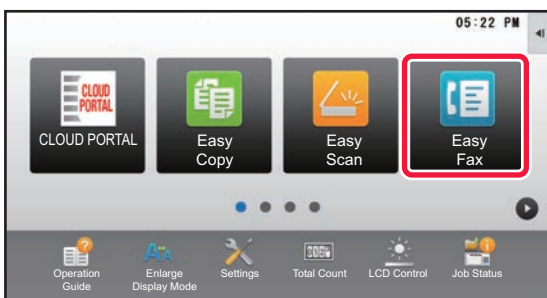 05:22 PM
CLOUD
PORTAL
CLOUD PORTAL
Easy
Copy
Easy
Scan
Easy
Fax
Operation
Guide
Enlarge
Display Mode
Settings
Total Count
LCD Control
Job Status